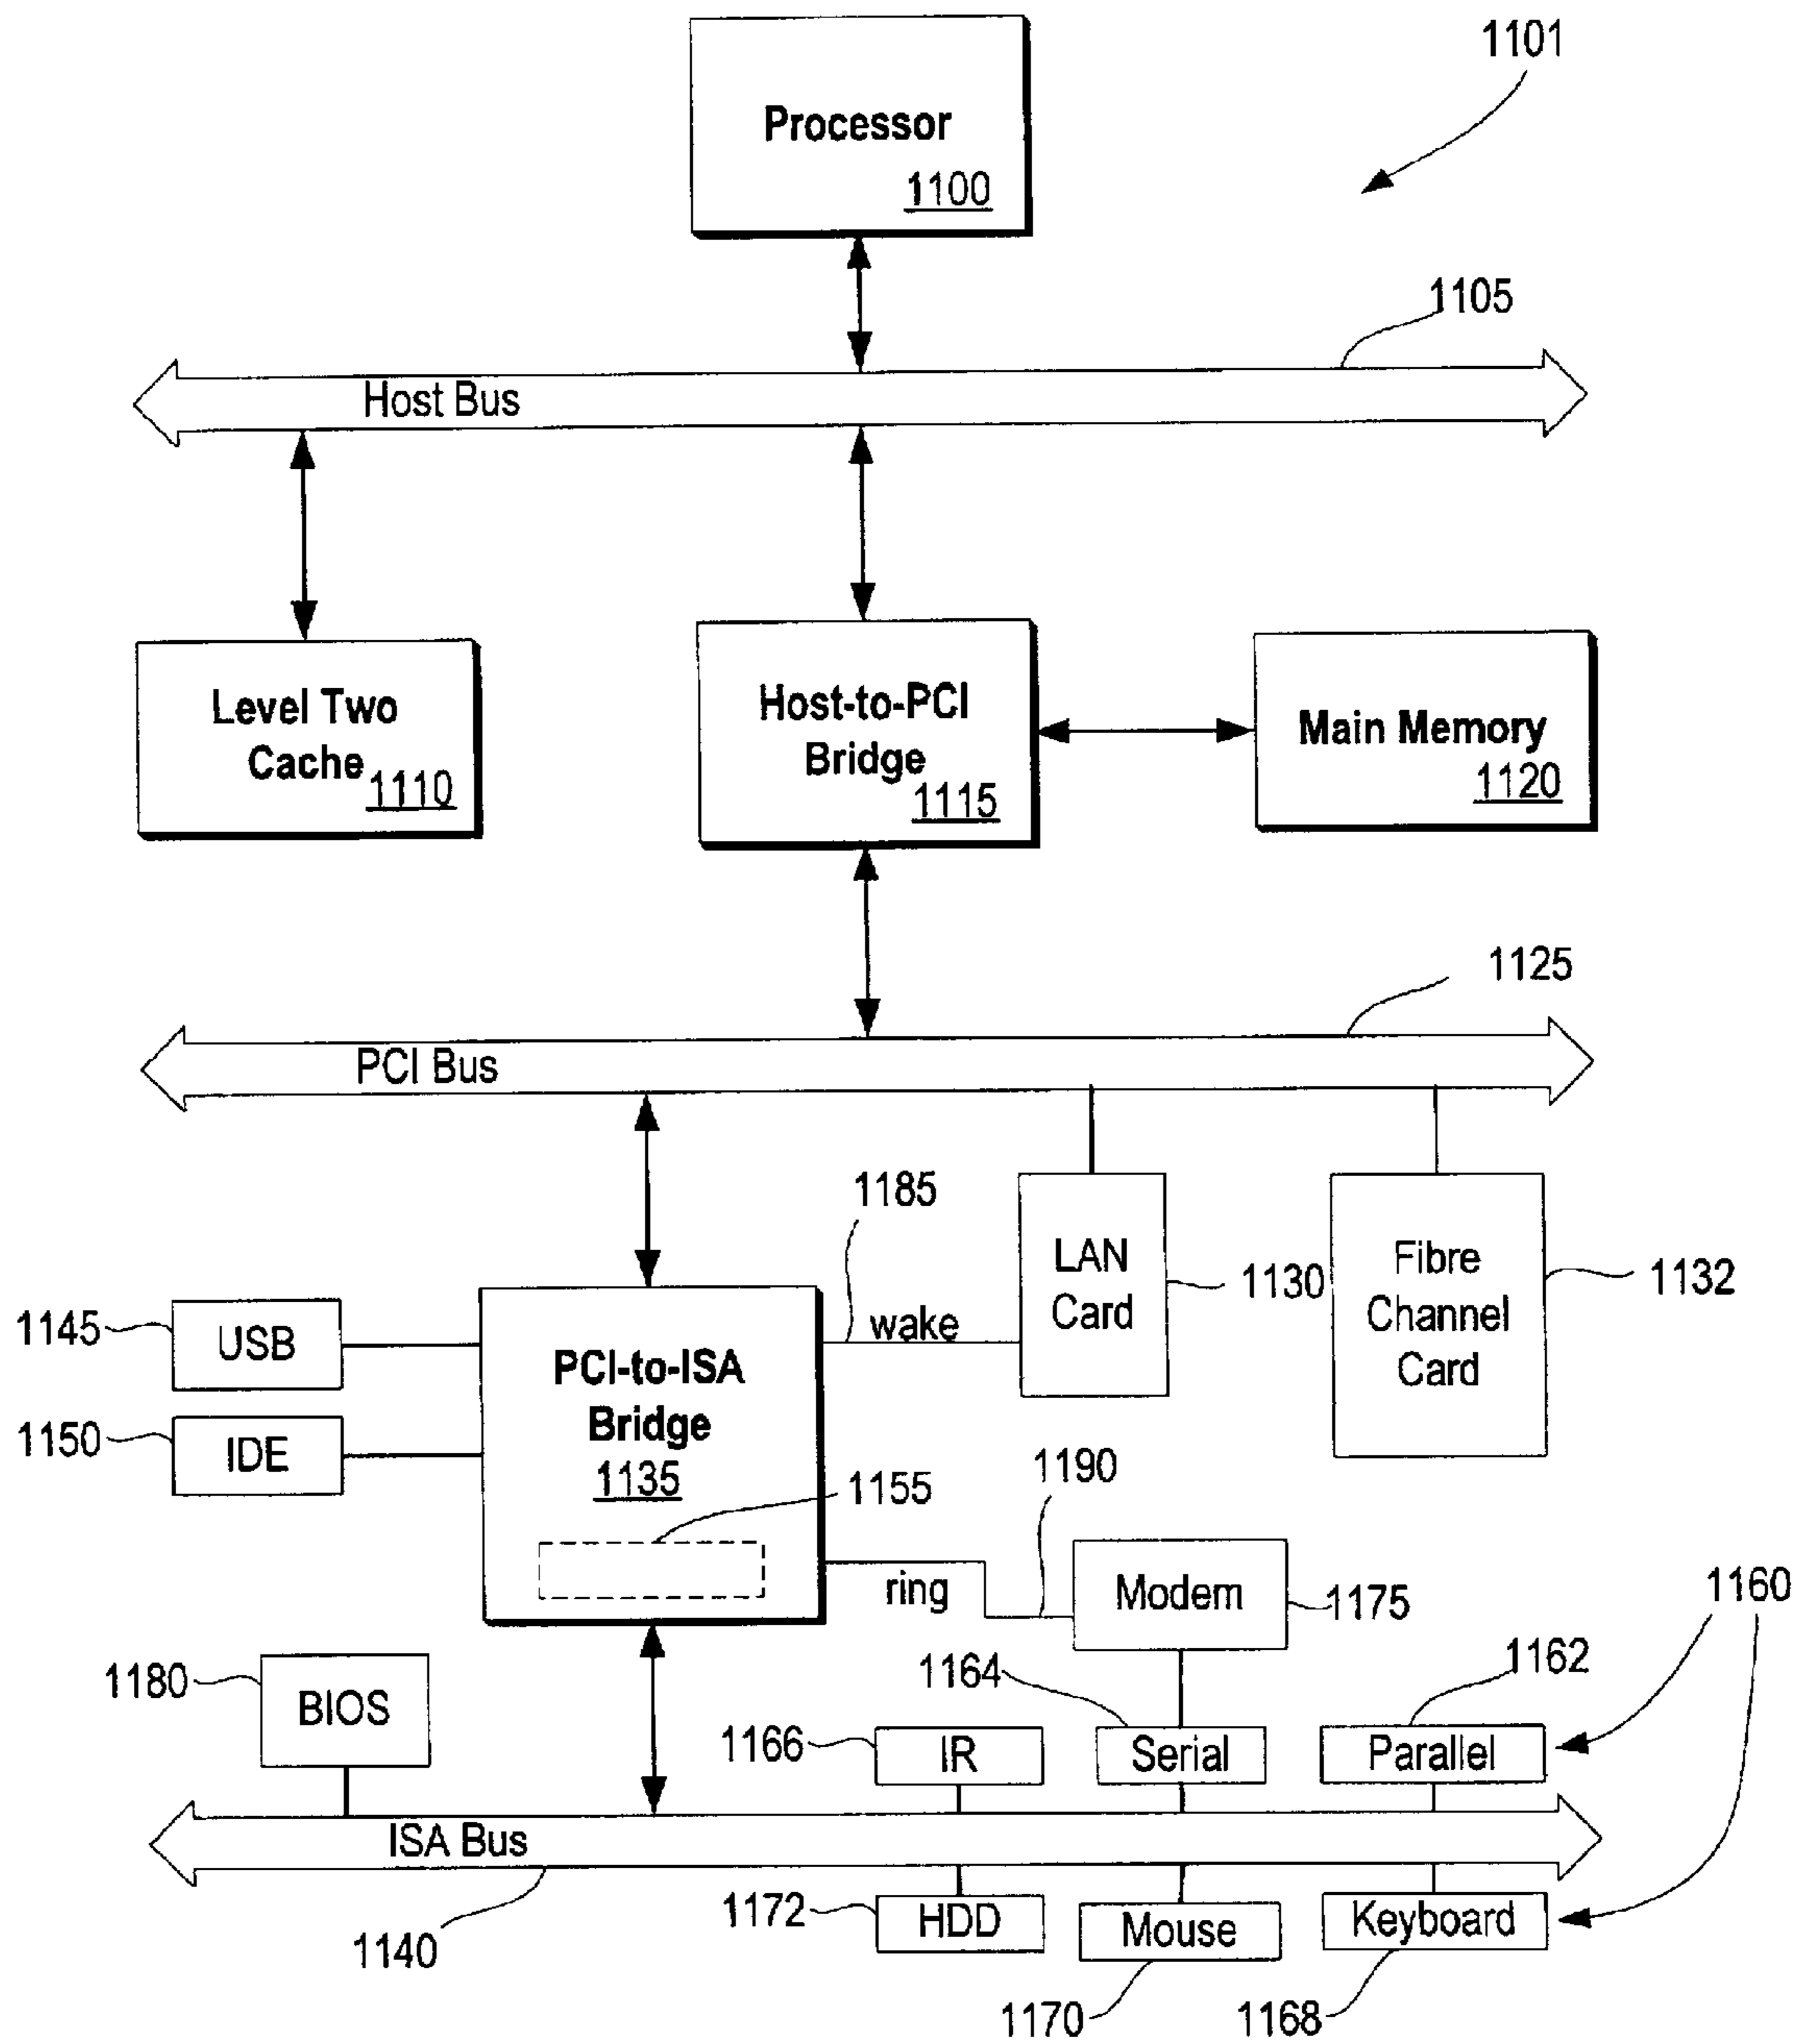 1101
Processor
1100
1105
Host Bus
Level Two
Cache
1110
Host-to-PCI
Bridge
1115
Main Memory
1120
1125
PCI Bus
1185
LAN
Card
1130
Fibre
Channel
Card
1132
wake
1145
USB
PCI-to-ISA
Bridge
1135
1150
IDE
1155
1190
ring
Modem
1175
1160
1180
BIOS
1164
1162
1166
IR
Serial
Parallel
ISA Bus
1140
1172
HDD
Mouse
Keyboard
1170
1168